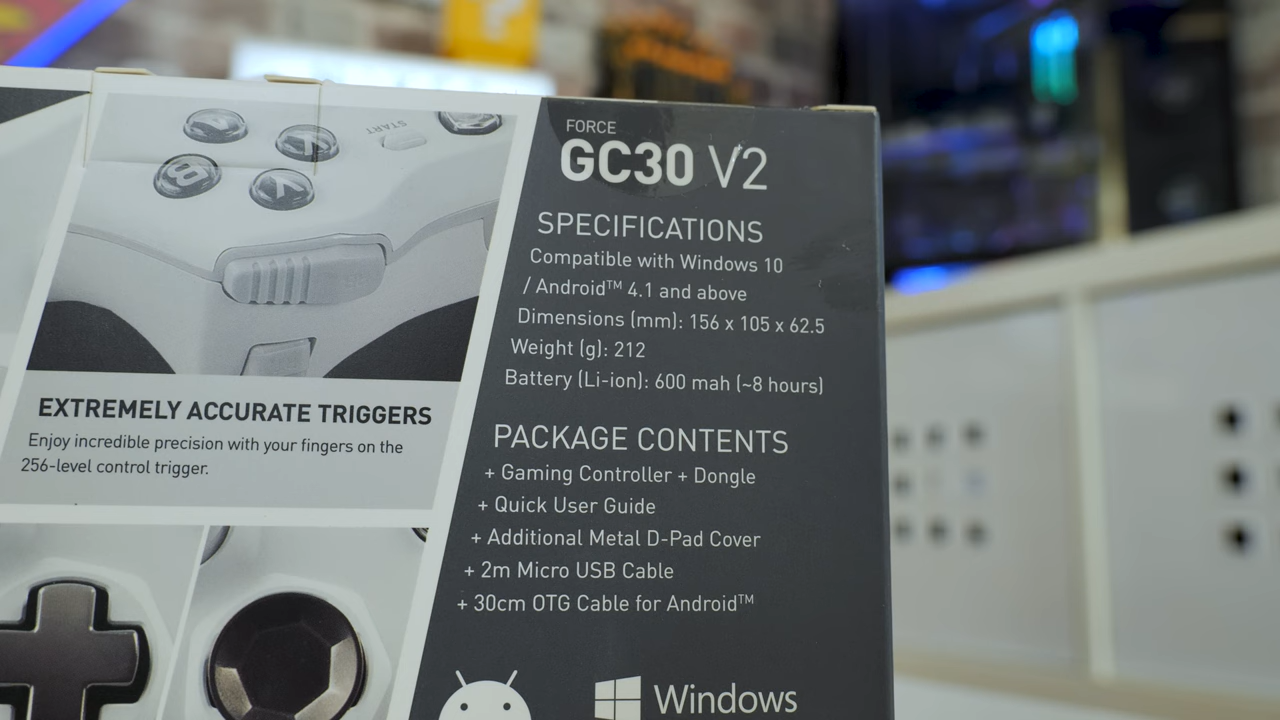 START
B
Y
FORCE
GC30 V2
SPECIFICATIONS
Compatible with Windows 10
/ Android™ 4.1 and above
Dimensions (mm): 156 x 105 x 62.5
Weight (g): 212
Battery (Li-ion): 600 mah (~8 hours)
EXTREMELY ACCURATE TRIGGERS
Enjoy incredible precision with your fingers on the
256-level control trigger.
PACKAGE CONTENTS
+ Gaming Controller + Dongle
+ Quick User Guide
+ Additional Metal D-Pad Cover
+ 2m Micro USB Cable
+ 30cm OTG Cable for Android™
Windows